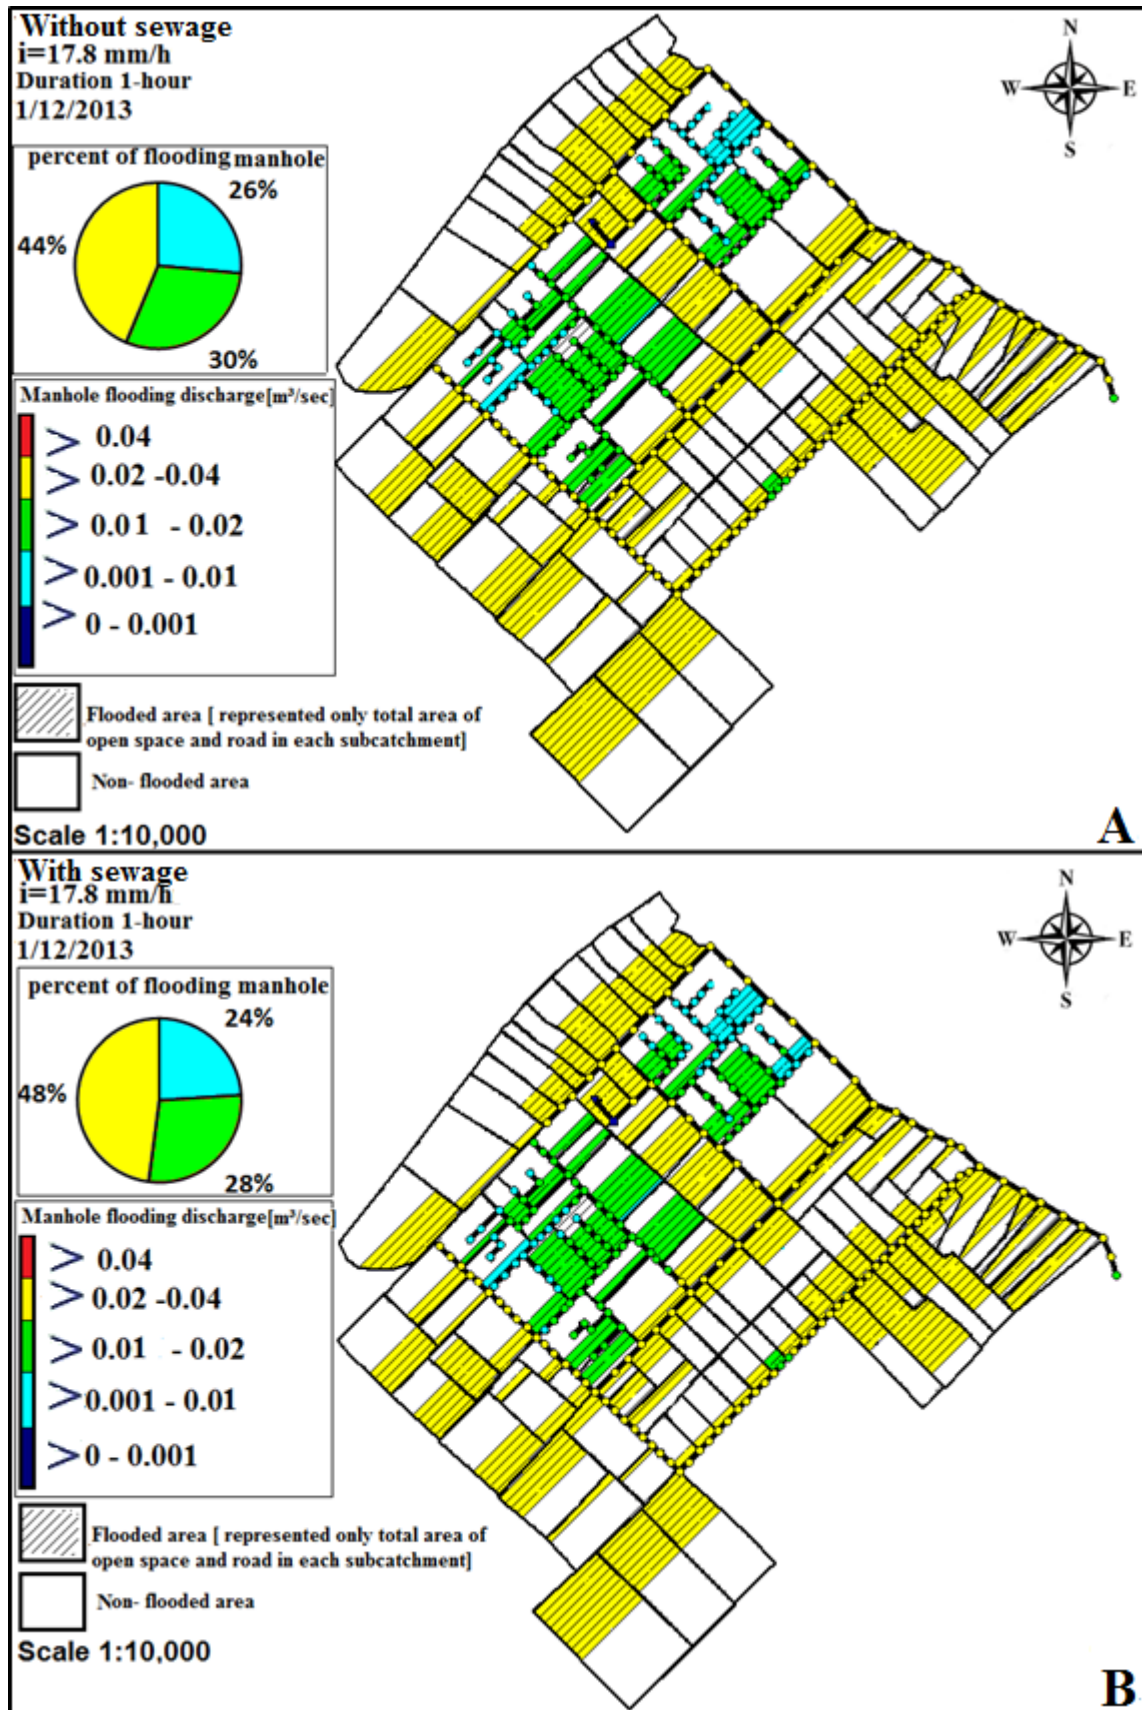 Without sewage
i=17.8 mm/h
Duration 1-hour
1/12/2013
percent of flooding manhole
26%
44%
30%
Manhole flooding discharge[m³/sec]
> 0.04
> 0.02 -0.04
> 0.01 - 0.02
> 0.001 - 0.01
> 0 - 0.001
Flooded area [ represented only total area of
open space and road in each subcatchment]
Non- flooded area
Scale 1:10,000
N
W
E
S
A
With sewage
i=17.8 mm/h
Duration 1-hour
1/12/2013
percent of flooding manhole
24%
48%
28%
Manhole flooding discharge[m³/sec]
> 0.04
> 0.02 -0.04
> 0.01 - 0.02
> 0.001 - 0.01
> 0 - 0.001
Flooded area [ represented only total area of
open space and road in each subcatchment]
Non- flooded area
Scale 1:10,000
N
W
E
S
B